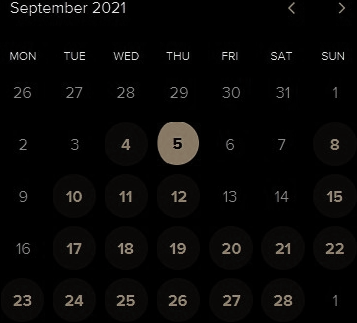 September 2021 < >
MON TUE WED THU FRI SAT SUN
26 27 28 29 30 31 1
2 3 4 5 6 7 8
9 10 11 12 13 14 15
16 17 18 19 20 21 22
23 24 25 26 27 28 1